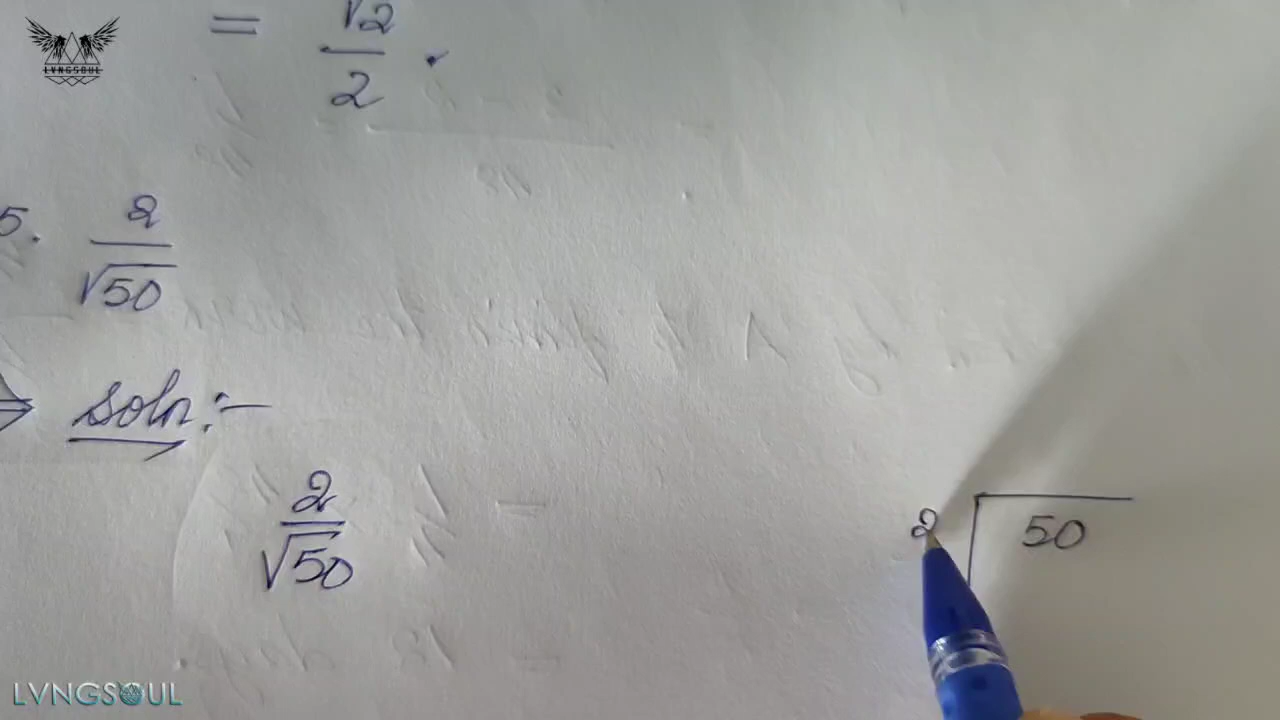 LVNGSOUL
= √2/2 .
5. 2/√50
⇒ Soln :-
2/√50
2 50
LVNGSOUL